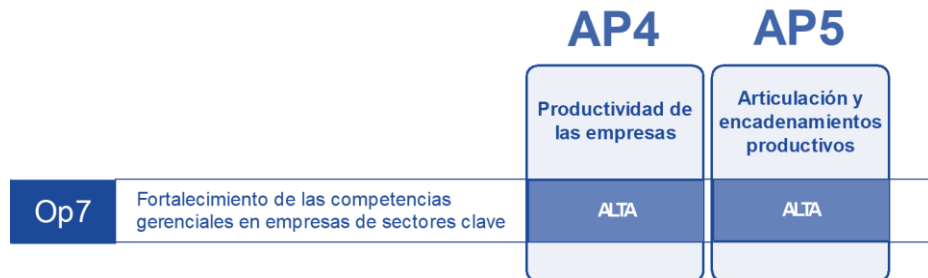 AP4
AP5
Productividad de
las empresas
Articulación y
encadenamientos
productivos
Op7
Fortalecimiento de las competencias
gerenciales en empresas de sectores clave
ALTA
ALTA